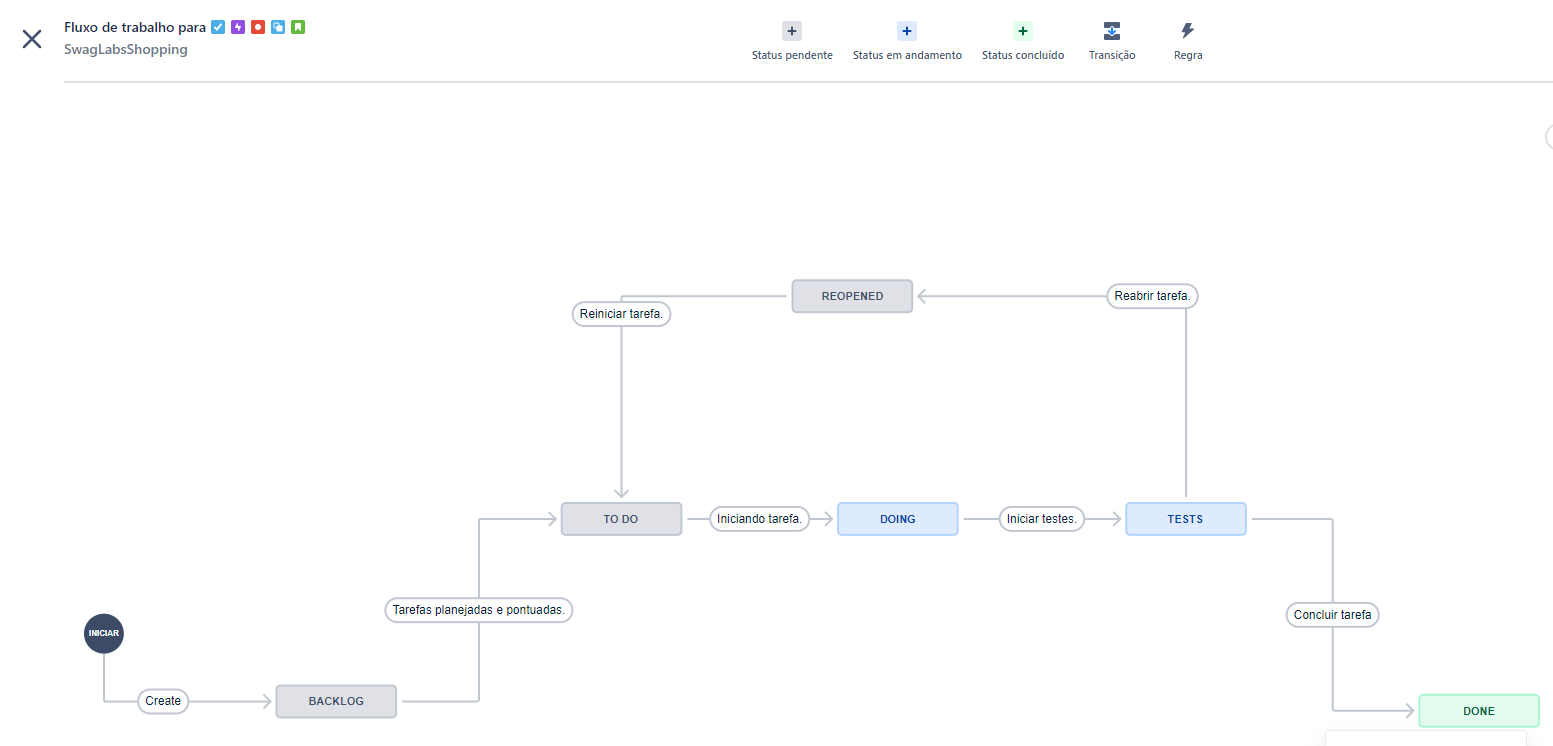 Fluxo de trabalho para
SwagLabsShopping
Status pendente
Status em andamento
Status concluído
Transição
Regra
REOPENED
Reabrir tarefa.
Reiniciar tarefa.
TO DO
Iniciando tarefa.
DOING
Iniciar testes.
TESTS
Tarefas planejadas e pontuadas.
Concluir tarefa
INICIAR
Create
BACKLOG
DONE